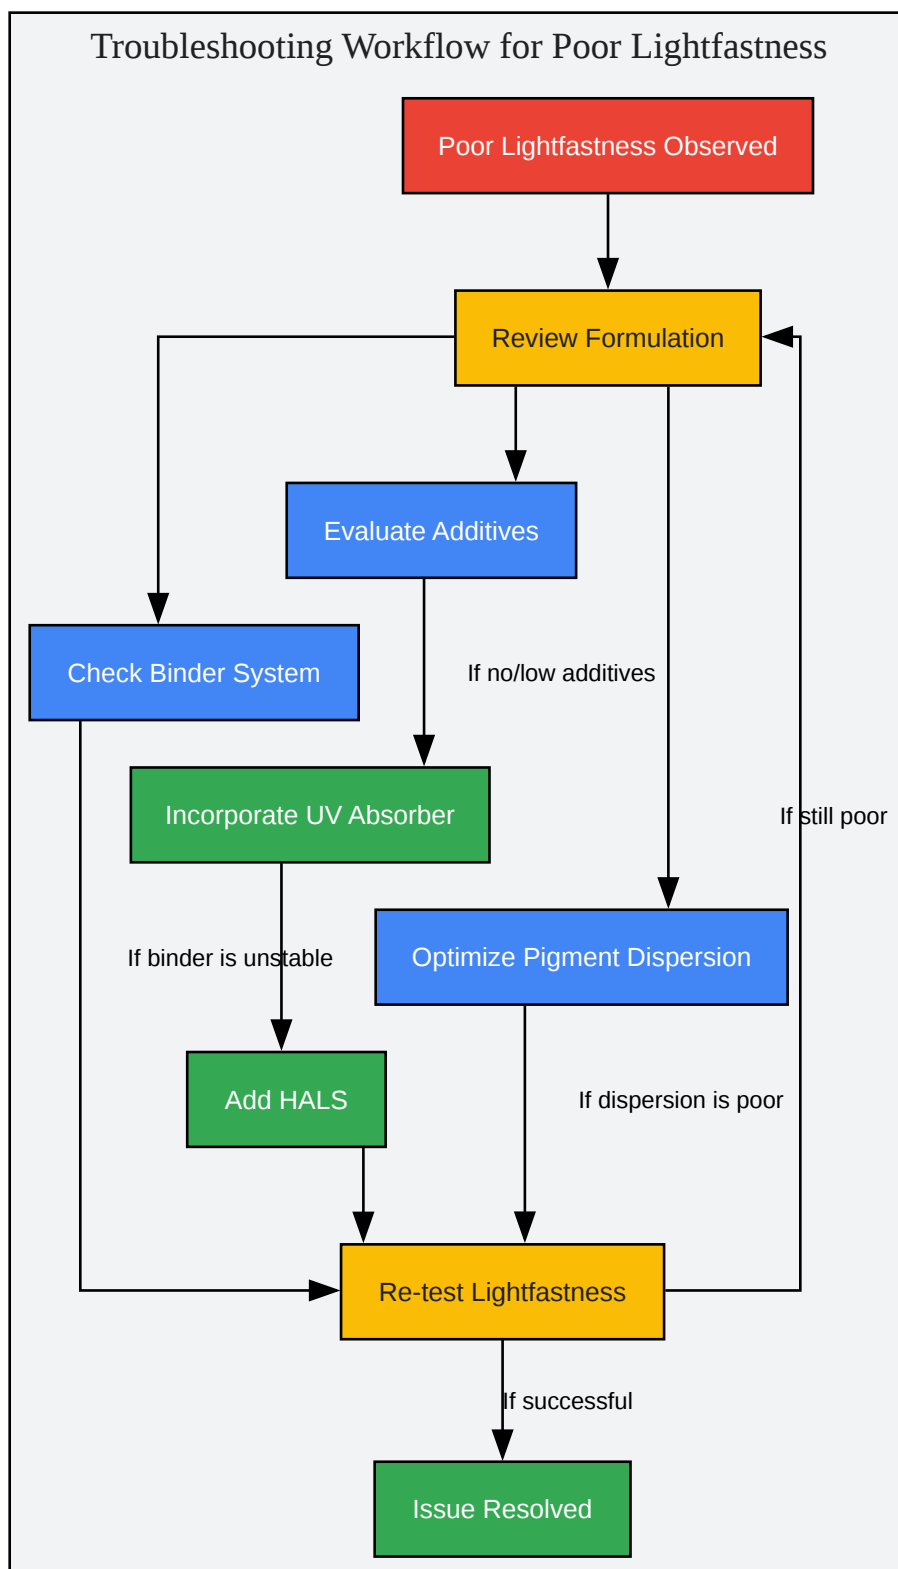 Troubleshooting Workflow for Poor Lightfastness
Poor Lightfastness Observed
Review Formulation
Evaluate Additives
Check Binder System
If no/low additives
Incorporate UV Absorber
If still poor
If binder is unstable
Optimize Pigment Dispersion
Add HALS
If dispersion is poor
Re-test Lightfastness
If successful
Issue Resolved